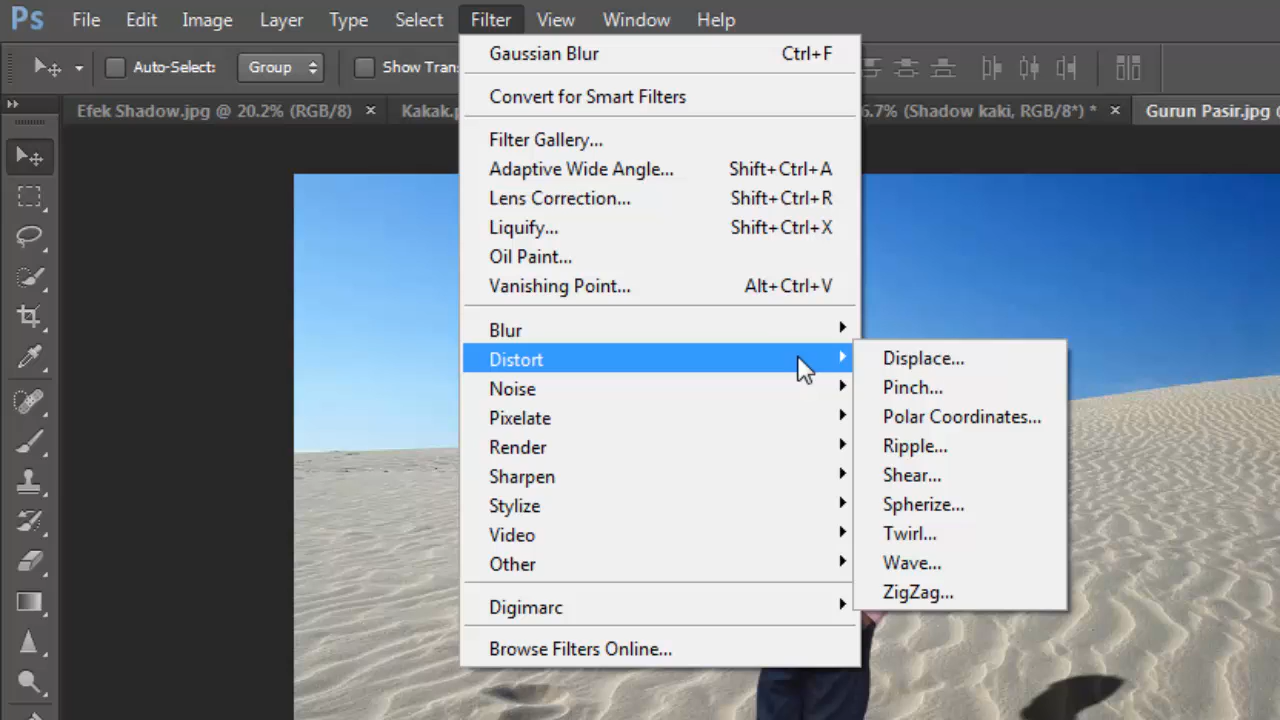 Ps File Edit Image Layer Type Select Filter View Window Help
Auto-Select: Group Show Tran
Efek Shadow.jpg @ 20.2% (RGB/8) × Kakak.p 6.7% (Shadow kaki, RGB/8*) * × Gurun Pasir.jpg
Gaussian Blur Ctrl+F
Convert for Smart Filters
Filter Gallery...
Adaptive Wide Angle... Shift+Ctrl+A
Lens Correction... Shift+Ctrl+R
Liquify... Shift+Ctrl+X
Oil Paint...
Vanishing Point... Alt+Ctrl+V
Blur
Distort
Noise
Pixelate
Render
Sharpen
Stylize
Video
Other
Digimarc
Browse Filters Online...
Displace...
Pinch...
Polar Coordinates...
Ripple...
Shear...
Spherize...
Twirl...
Wave...
ZigZag...